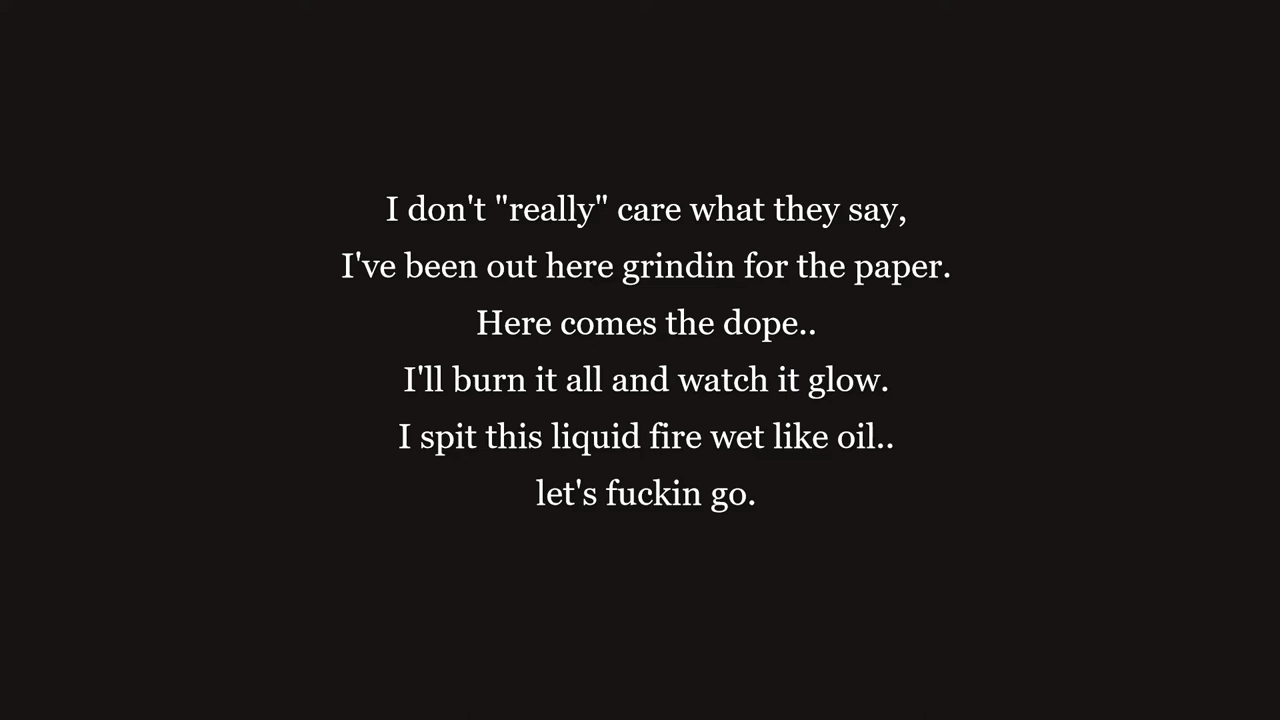 I don't "really" care what they say,
I've been out here grindin for the paper.
Here comes the dope..
I'll burn it all and watch it glow.
I spit this liquid fire wet like oil..
let's fuckin go.